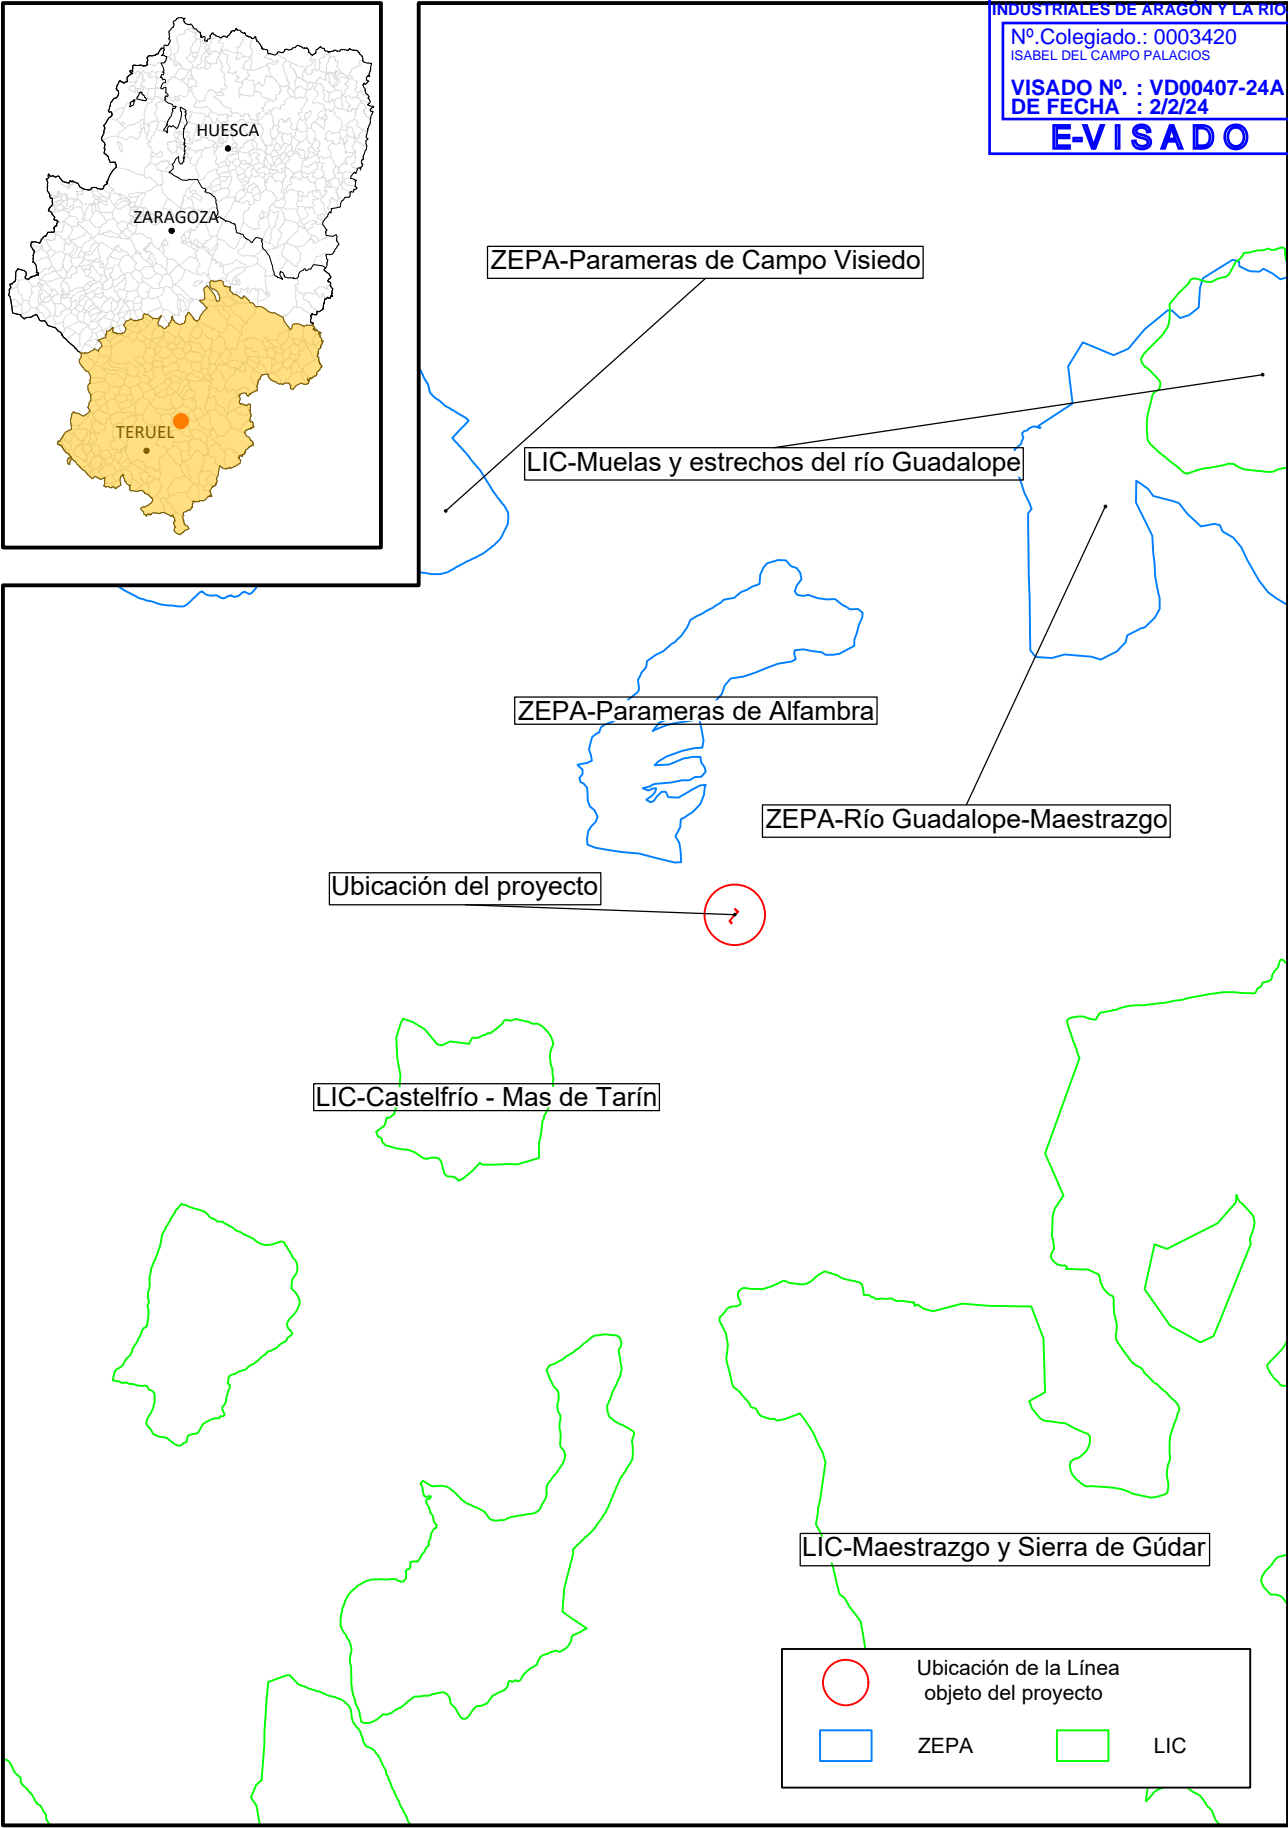 INDUSTRIALES DE ARAGÓN Y LA RIO
Nº.Colegiado.: 0003420
ISABEL DEL CAMPO PALACIOS
VISADO Nº. : VD00407-24A
DE FECHA : 2/2/24
E-VISADO
HUESCA
ZARAGOZA
TERUEL
ZEPA-Parameras de Campo Visiedo
LIC-Muelas y estrechos del río Guadalope
ZEPA-Parameras de Alfambra
ZEPA-Río Guadalope-Maestrazgo
Ubicación del proyecto
LIC-Castelfrío - Mas de Tarín
LIC-Maestrazgo y Sierra de Gúdar
Ubicación de la Línea
objeto del proyecto
ZEPA
LIC